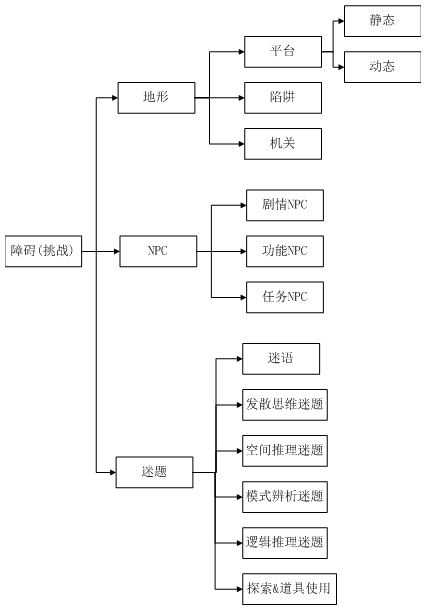 静态
平台
动态
地形
陷阱
机关
剧情NPC
障碍(挑战)
NPC
功能NPC
任务NPC
迷语
发散思维迷题
空间推理迷题
迷题
模式辨析迷题
逻辑推理迷题
探索&道具使用